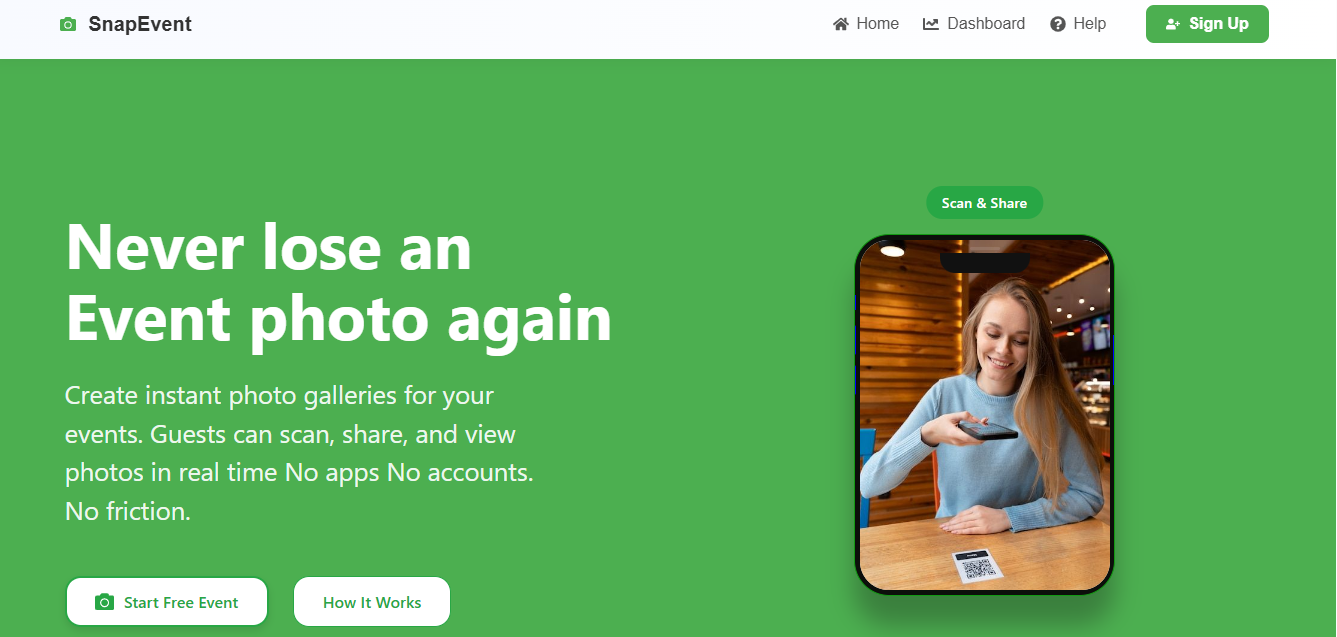 SnapEvent
Home
Dashboard
Help
Sign Up
Scan & Share
Never lose an
Event photo again
Create instant photo galleries for your
events. Guests can scan, share, and view
photos in real time No apps No accounts.
No friction.
Start Free Event
How It Works